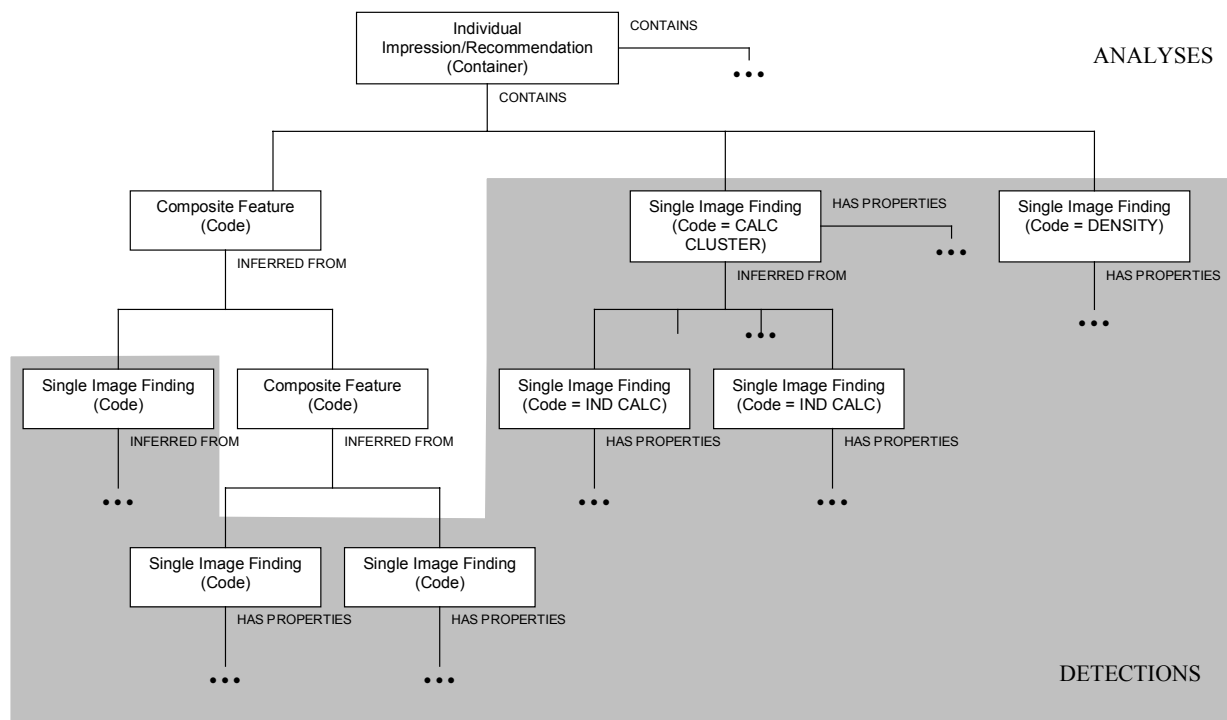 Individual
Impression/Recommendation
(Container)
CONTAINS
•••
ANALYSES
CONTAINS
Composite Feature
(Code)
INFERRED FROM
Single Image Finding
(Code = CALC
CLUSTER)
HAS PROPERTIES
•••
INFERRED FROM
Single Image Finding
(Code = DENSITY)
HAS PROPERTIES
•••
•••
Single Image Finding
(Code)
INFERRED FROM
•••
Composite Feature
(Code)
INFERRED FROM
Single Image Finding
(Code = IND CALC)
HAS PROPERTIES
•••
Single Image Finding
(Code = IND CALC)
HAS PROPERTIES
•••
Single Image Finding
(Code)
HAS PROPERTIES
•••
Single Image Finding
(Code)
HAS PROPERTIES
•••
DETECTIONS